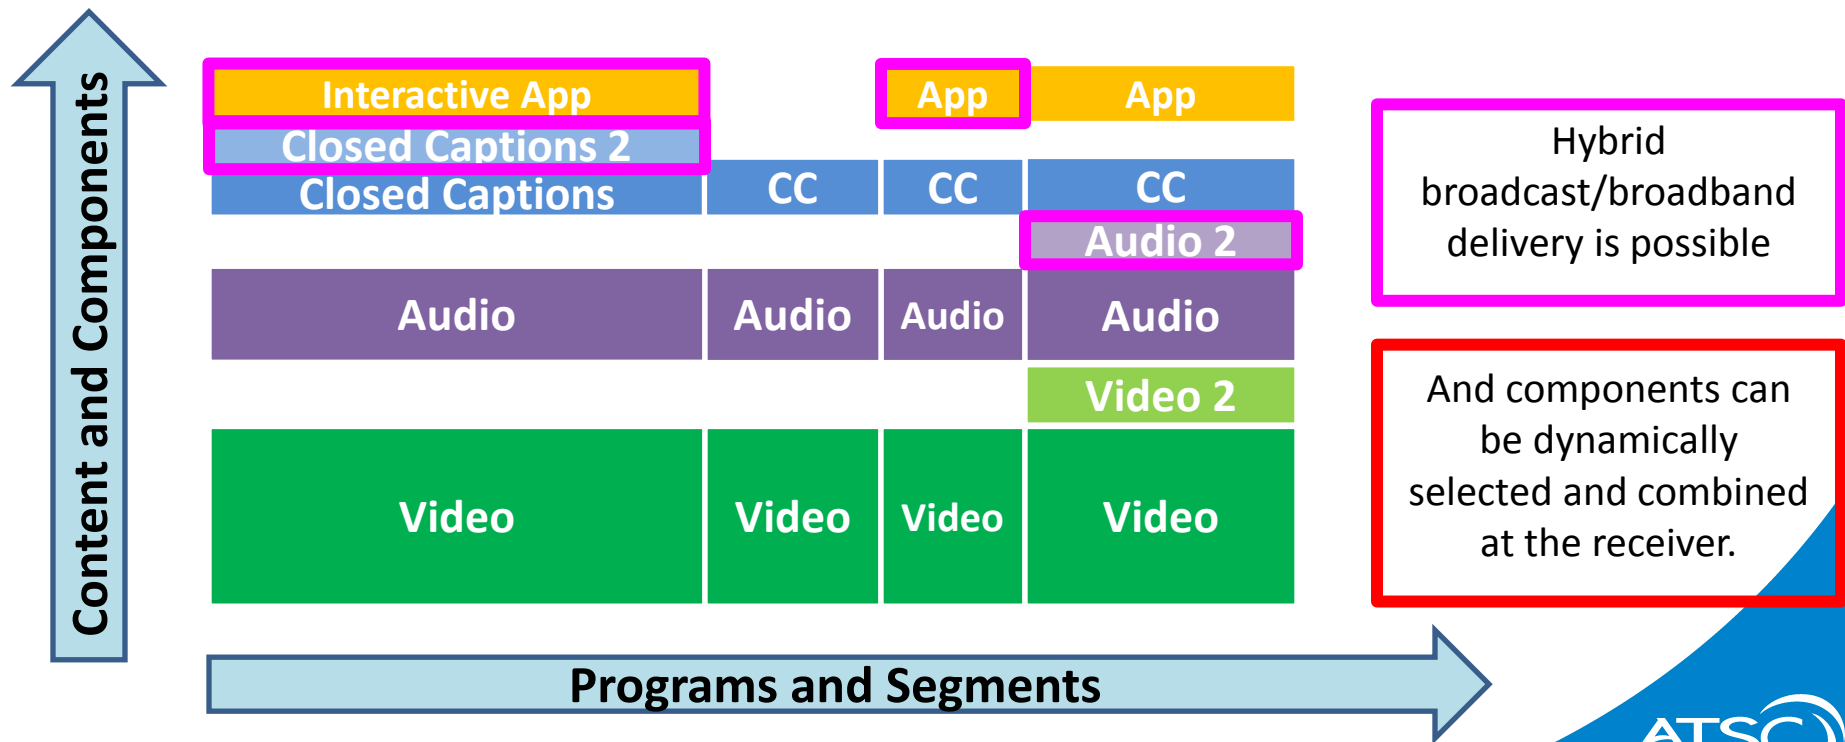 Content and Components
Interactive App
App
App
Closed Captions 2
Closed Captions
CC
CC
CC
Audio 2
Audio
Audio
Audio
Audio
Video 2
Video
Video
Video
Video
Programs and Segments
Hybrid
broadcast/broadband
delivery is possible
And components can
be dynamically
selected and combined
at the receiver.
ATSC